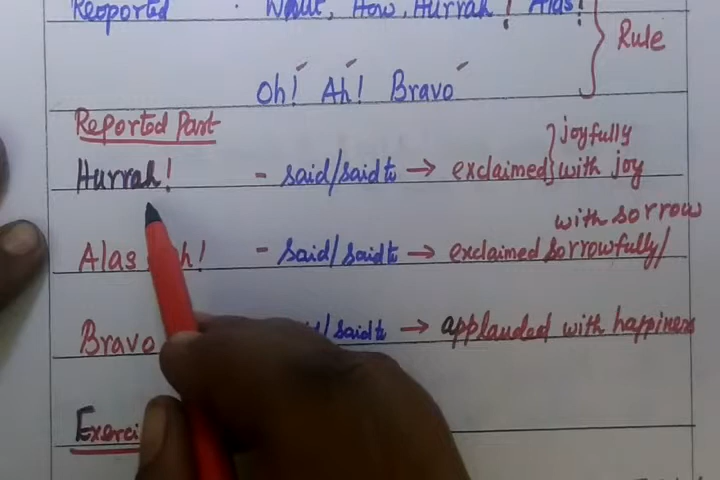 Reoported : What, How, Hurrah! Alas!
Oh! Ah! Bravo
Rule
Reported Part
Hurrah! - said/said to → exclaimed joyfully
with joy
with sorrow
Alas h! - said/said to → exclaimed sorrowfully/
Bravo /said to → applauded with happiness
Exerci